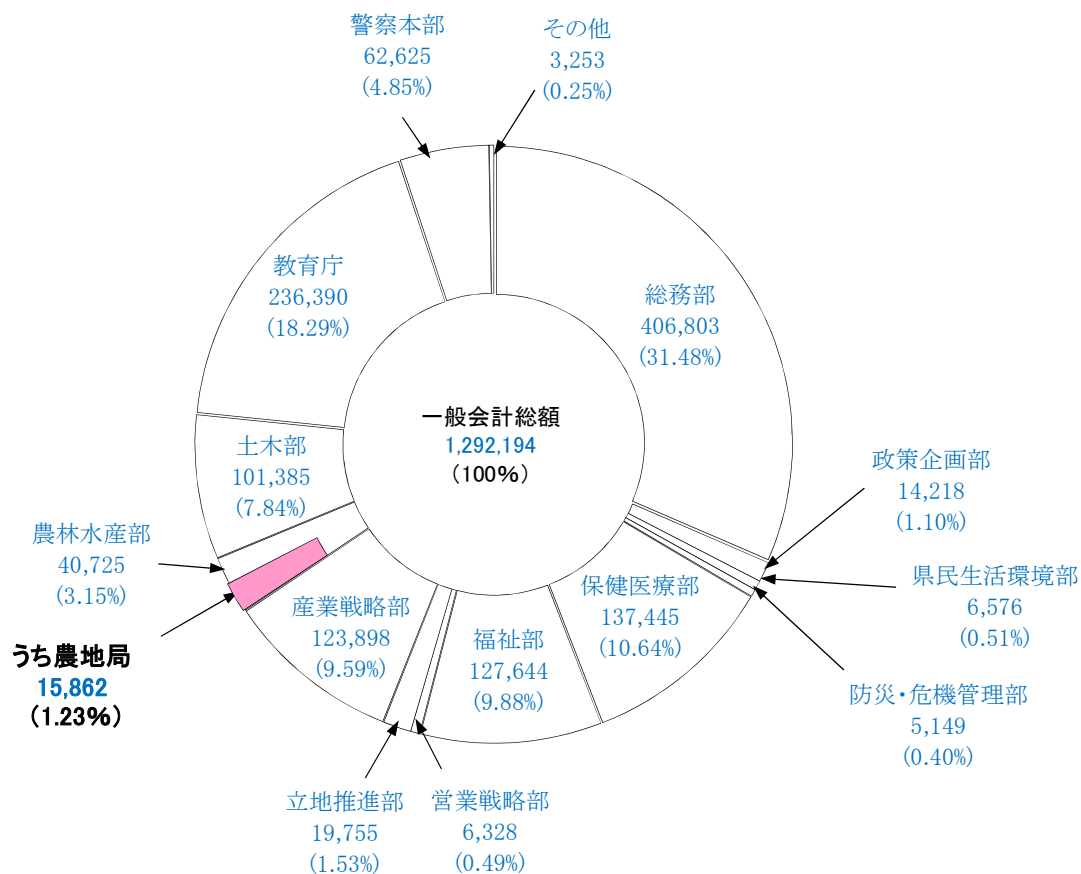 警察本部
62,625
(4.85%)
その他
3,253
(0.25%)
教育庁
236,390
(18.29%)
総務部
406,803
(31.48%)
一般会計総額
1,292,194
(100%)
土木部
101,385
(7.84%)
政策企画部
14,218
(1.10%)
農林水産部
40,725
(3.15%)
県民生活環境部
6,576
(0.51%)
保健医療部
137,445
(10.64%)
産業戦略部
123,898
(9.59%)
福祉部
127,644
(9.88%)
うち農地局
15,862
(1.23%)
防災・危機管理部
5,149
(0.40%)
立地推進部
19,755
(1.53%)
営業戦略部
6,328
(0.49%)